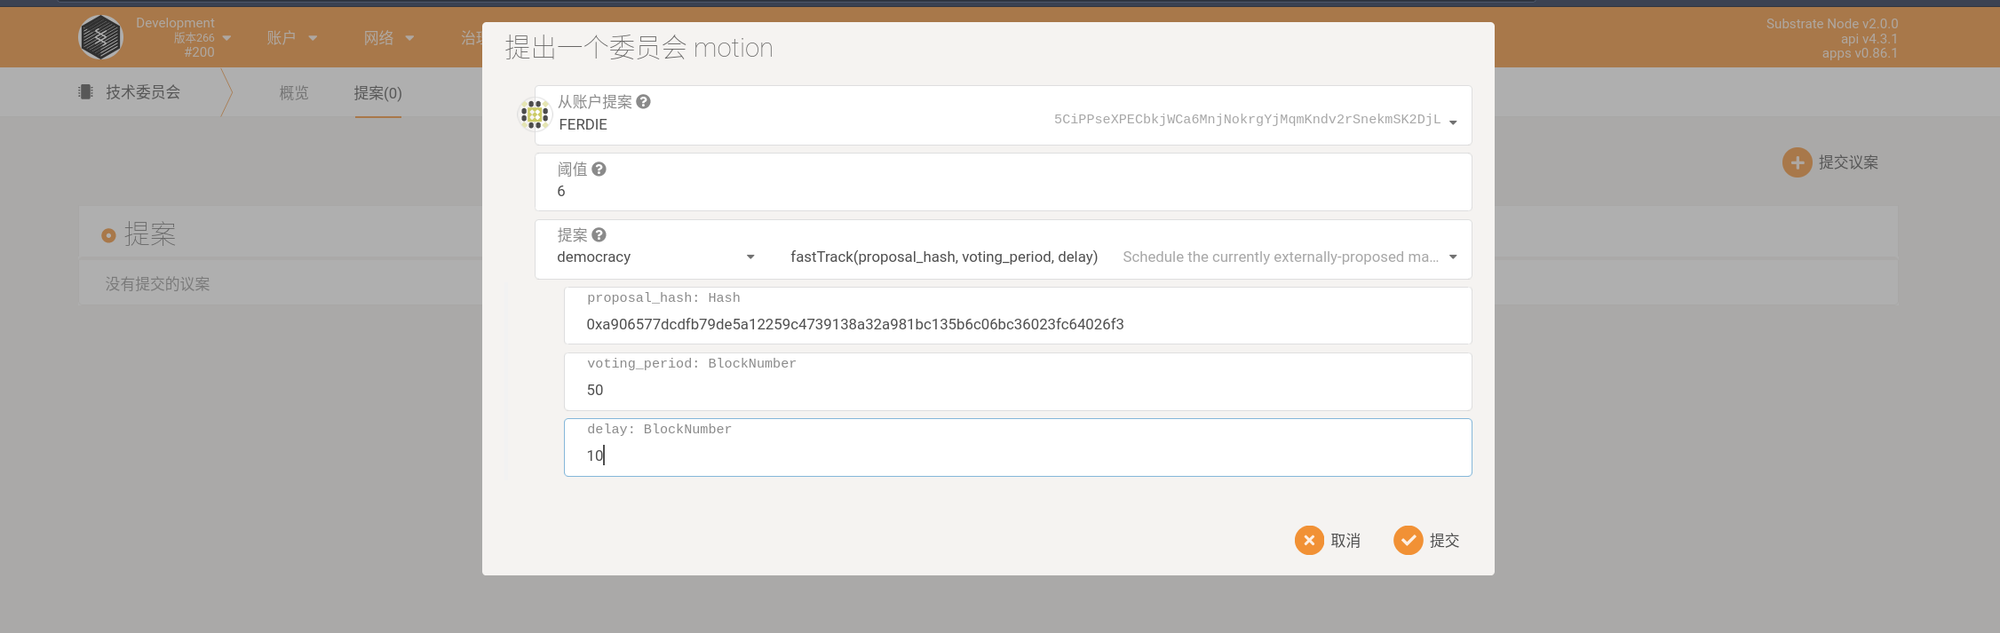 Development
版本266
#200
账户
网络
治理
Substrate Node v2.0.0
api v4.3.1
apps v0.86.1
技术委员会
概览
提案(0)
提交议案
提案
没有提交的议案
提出一个委员会 motion
从账户提案
FERDIE
5CiPPseXPECbkjWCa6MnjNokrgYjMqmKndv2rSnekmSK2DjL
阈值
6
提案
democracy
fastTrack(proposal_hash, voting_period, delay)
Schedule the currently externally-proposed ma...
proposal_hash: Hash
0xa906577dcdfb79de5a12259c4739138a32a981bc135b6c06bc36023fc64026f3
voting_period: BlockNumber
50
delay: BlockNumber
10
取消
提交